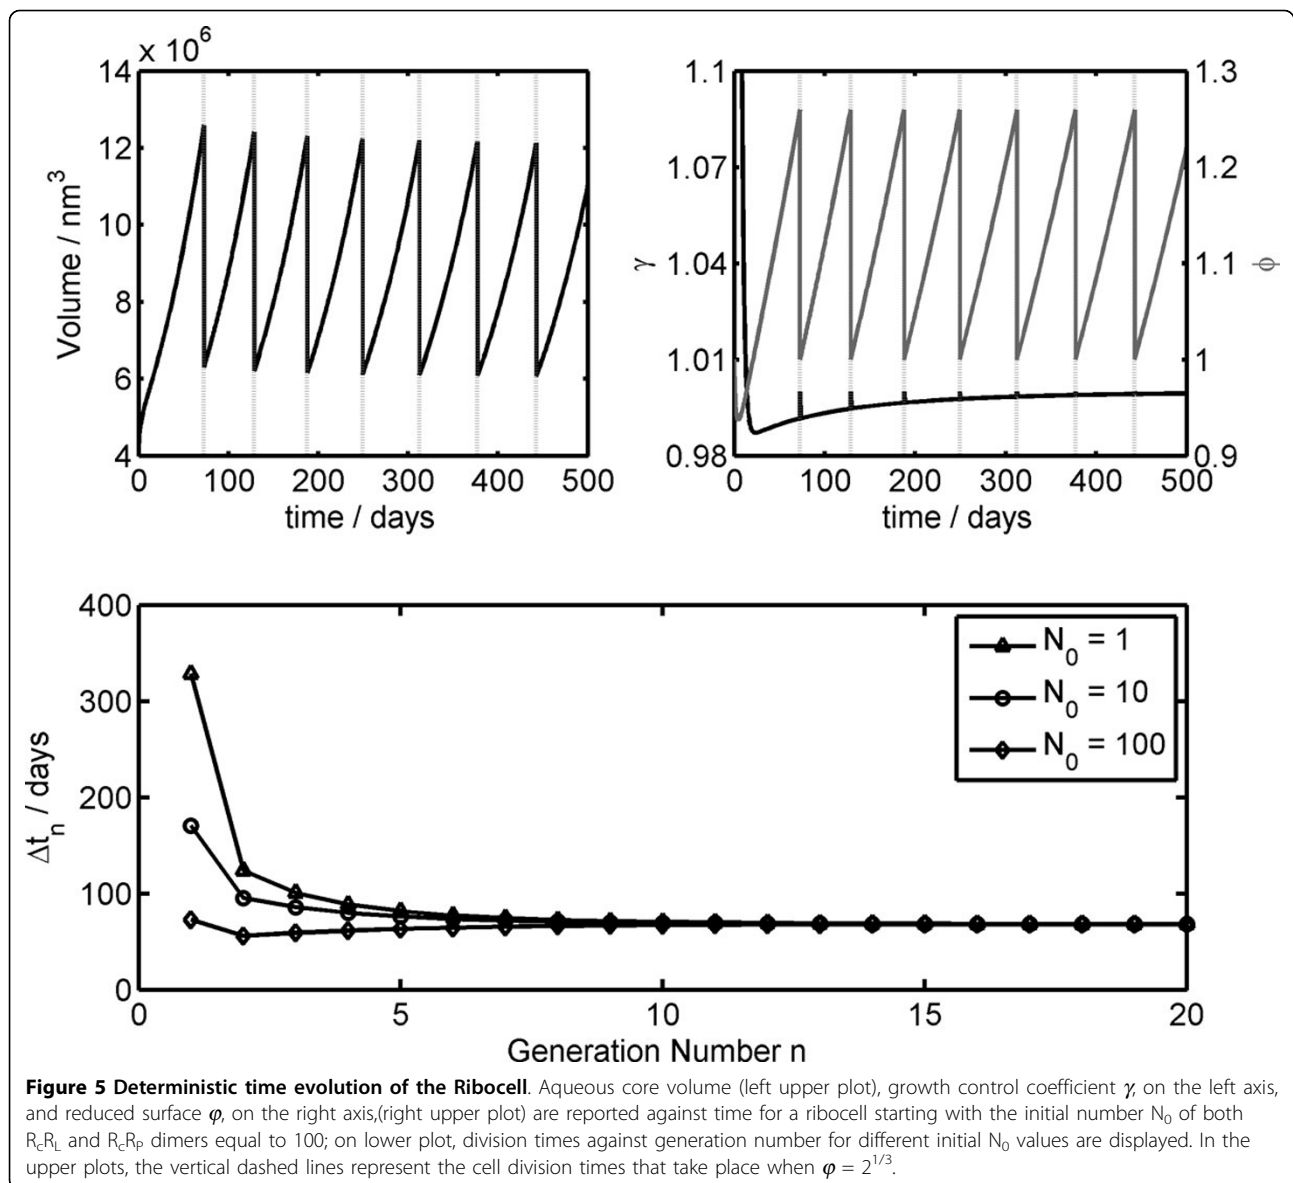 x 10^6
14
12
10
8
6
4
Volume / nm^3
0 100 200 300 400 500
time / days
1.1
1.07
1.04
1.01
0.98
γ
1.3
1.2
1.1
1
0.9
ϕ
0 100 200 300 400 500
time / days
400
300
200
100
0
Δt_n / days
N_0 = 1
N_0 = 10
N_0 = 100
0 5 10 15 20
Generation Number n
Figure 5 Deterministic time evolution of the Ribocell. Aqueous core volume (left upper plot), growth control coefficient γ, on the left axis,
and reduced surface φ, on the right axis,(right upper plot) are reported against time for a ribocell starting with the initial number N_0 of both
R_cR_L and R_cR_P dimers equal to 100; on lower plot, division times against generation number for different initial N_0 values are displayed. In the
upper plots, the vertical dashed lines represent the cell division times that take place when φ = 2^{1/3}.